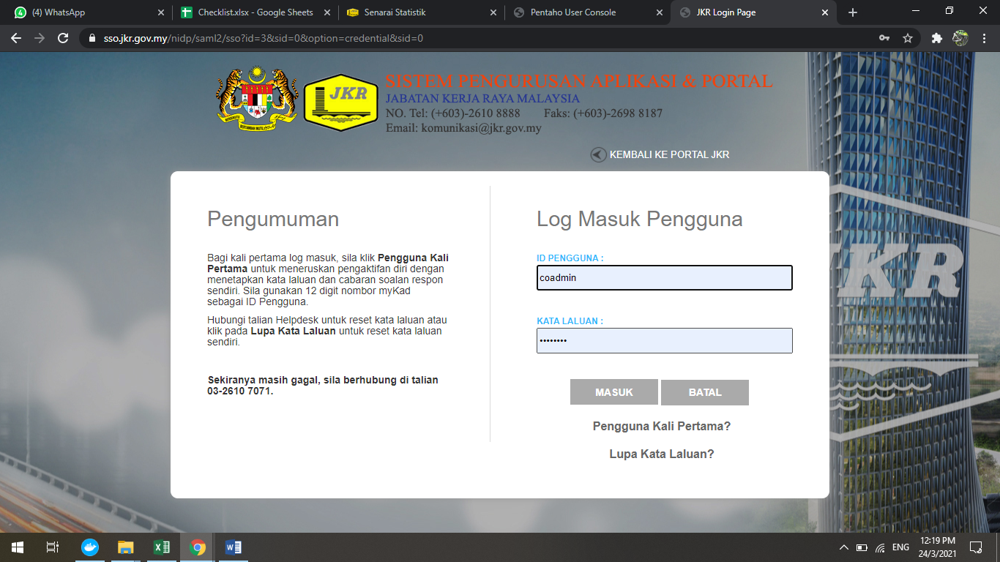 (4) WhatsApp
Checklist.xlsx - Google Sheets
Senarai Statistik
Pentaho User Console
JKR Login Page
sso.jkr.gov.my/nidp/saml2/sso?id=3&sid=0&option=credential&sid=0
JKR
SISTEM PENGURUSAN APLIKASI & PORTAL
JABATAN KERJA RAYA MALAYSIA
NO. Tel: (+603)-2610 8888 Faks: (+603)-2698 8187
Email: komunikasi@jkr.gov.my
KEMBALI KE PORTAL JKR
Pengumuman
Bagi kali pertama log masuk, sila klik Pengguna Kali
Pertama untuk meneruskan pengaktifan diri dengan
menetapkan kata laluan dan cabaran soalan respon
sendiri. Sila gunakan 12 digit nombor myKad
sebagai ID Pengguna.
Hubungi talian Helpdesk untuk reset kata laluan atau
klik pada Lupa Kata Laluan untuk reset kata laluan
sendiri.
Sekiranya masih gagal, sila berhubung di talian
03-2610 7071.
Log Masuk Pengguna
ID PENGGUNA :
coadmin
KATA LALUAN :
••••••••
MASUK
BATAL
Pengguna Kali Pertama?
Lupa Kata Laluan?
JKR
ENG
12:19 PM
24/3/2021